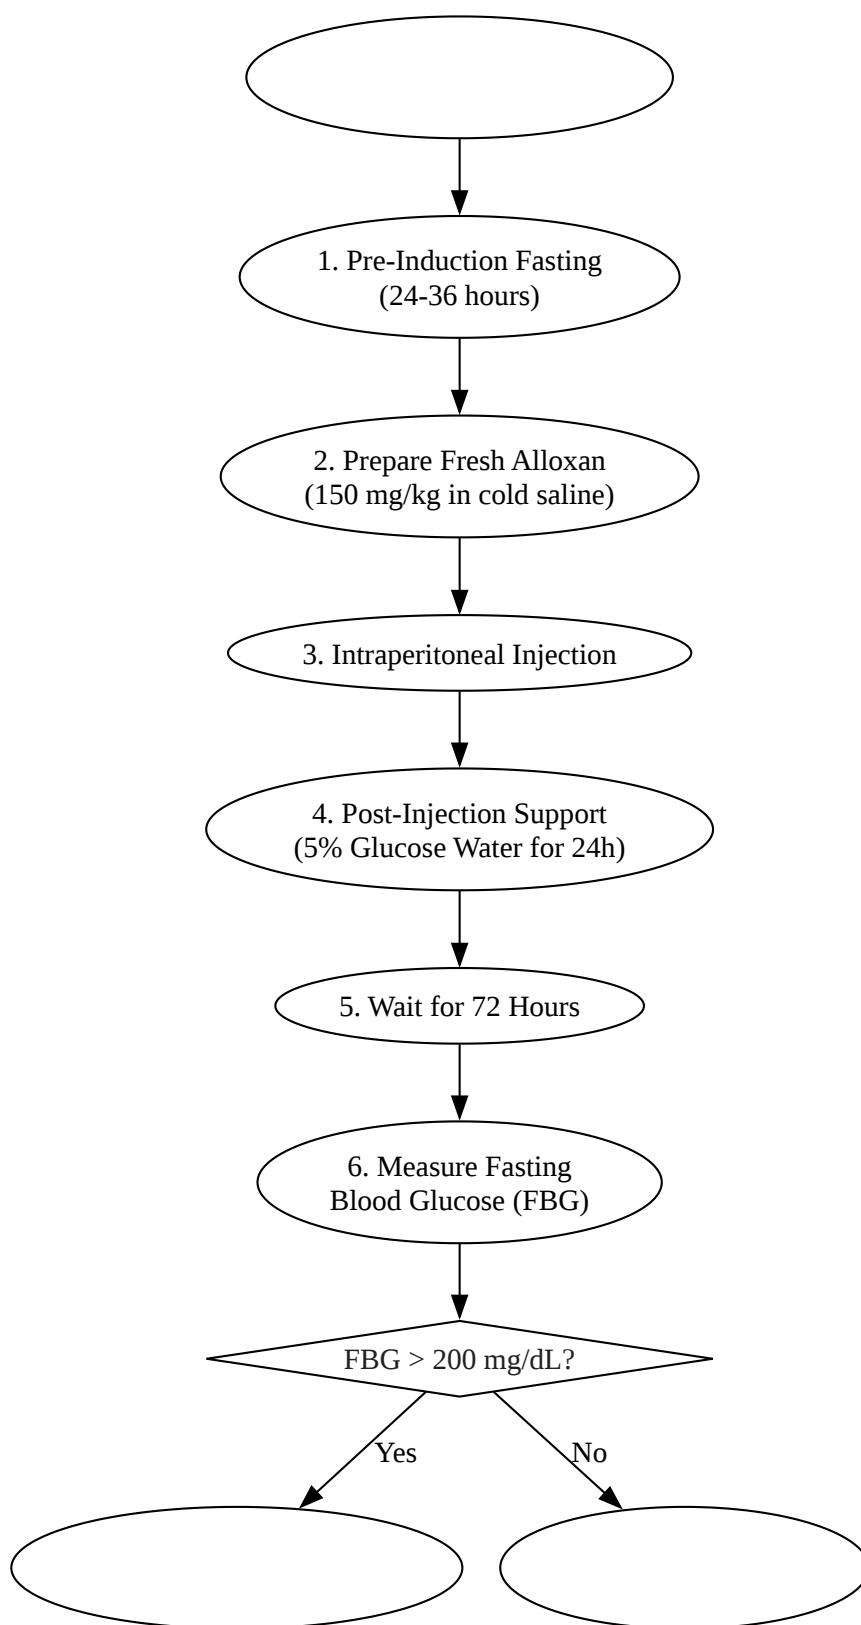 1. Pre-Induction Fasting
(24-36 hours)
2. Prepare Fresh Alloxan
(150 mg/kg in cold saline)
3. Intraperitoneal Injection
4. Post-Injection Support
(5% Glucose Water for 24h)
5. Wait for 72 Hours
6. Measure Fasting
Blood Glucose (FBG)
FBG > 200 mg/dL?
Yes
No